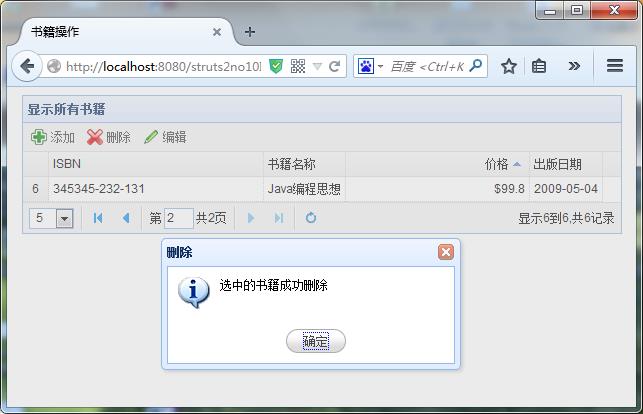 书籍操作
http://localhost:8080/struts2no10l
百度 <Ctrl+K
显示所有书籍
添加 删除 编辑
ISBN 书籍名称 价格 出版日期
6 345345-232-131 Java编程思想 $99.8 2009-05-04
5 第 2 共2页 显示6到6,共6记录
删除
选中的书籍成功删除
确定